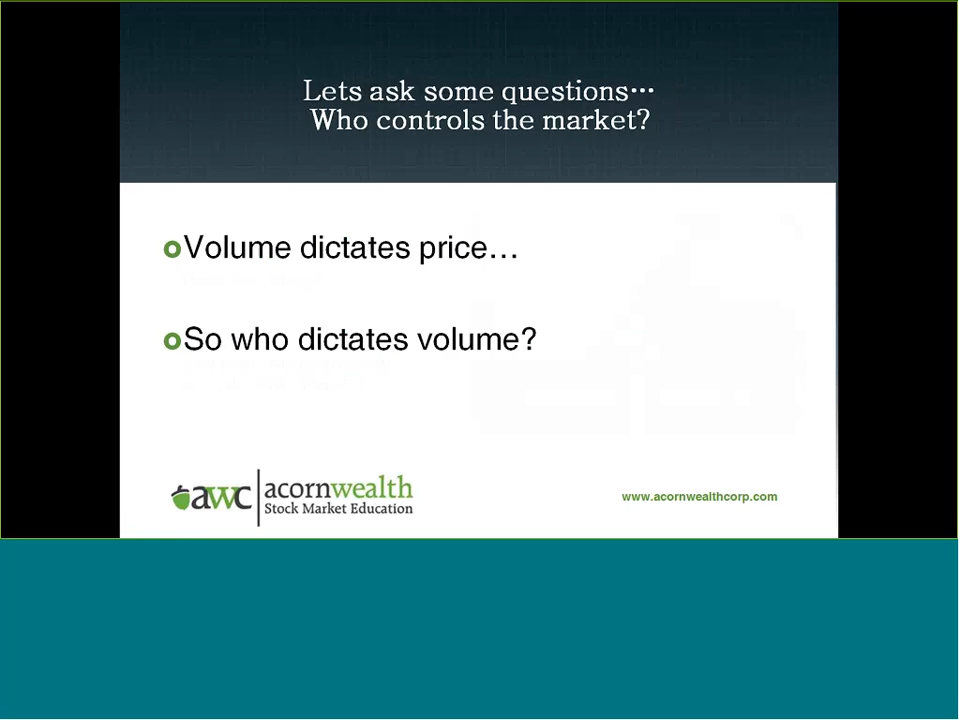 Lets ask some questions…
Who controls the market?
Volume dictates price…
So who dictates volume?
awc
acornwealth
Stock Market Education
www.acornwealthcorp.com